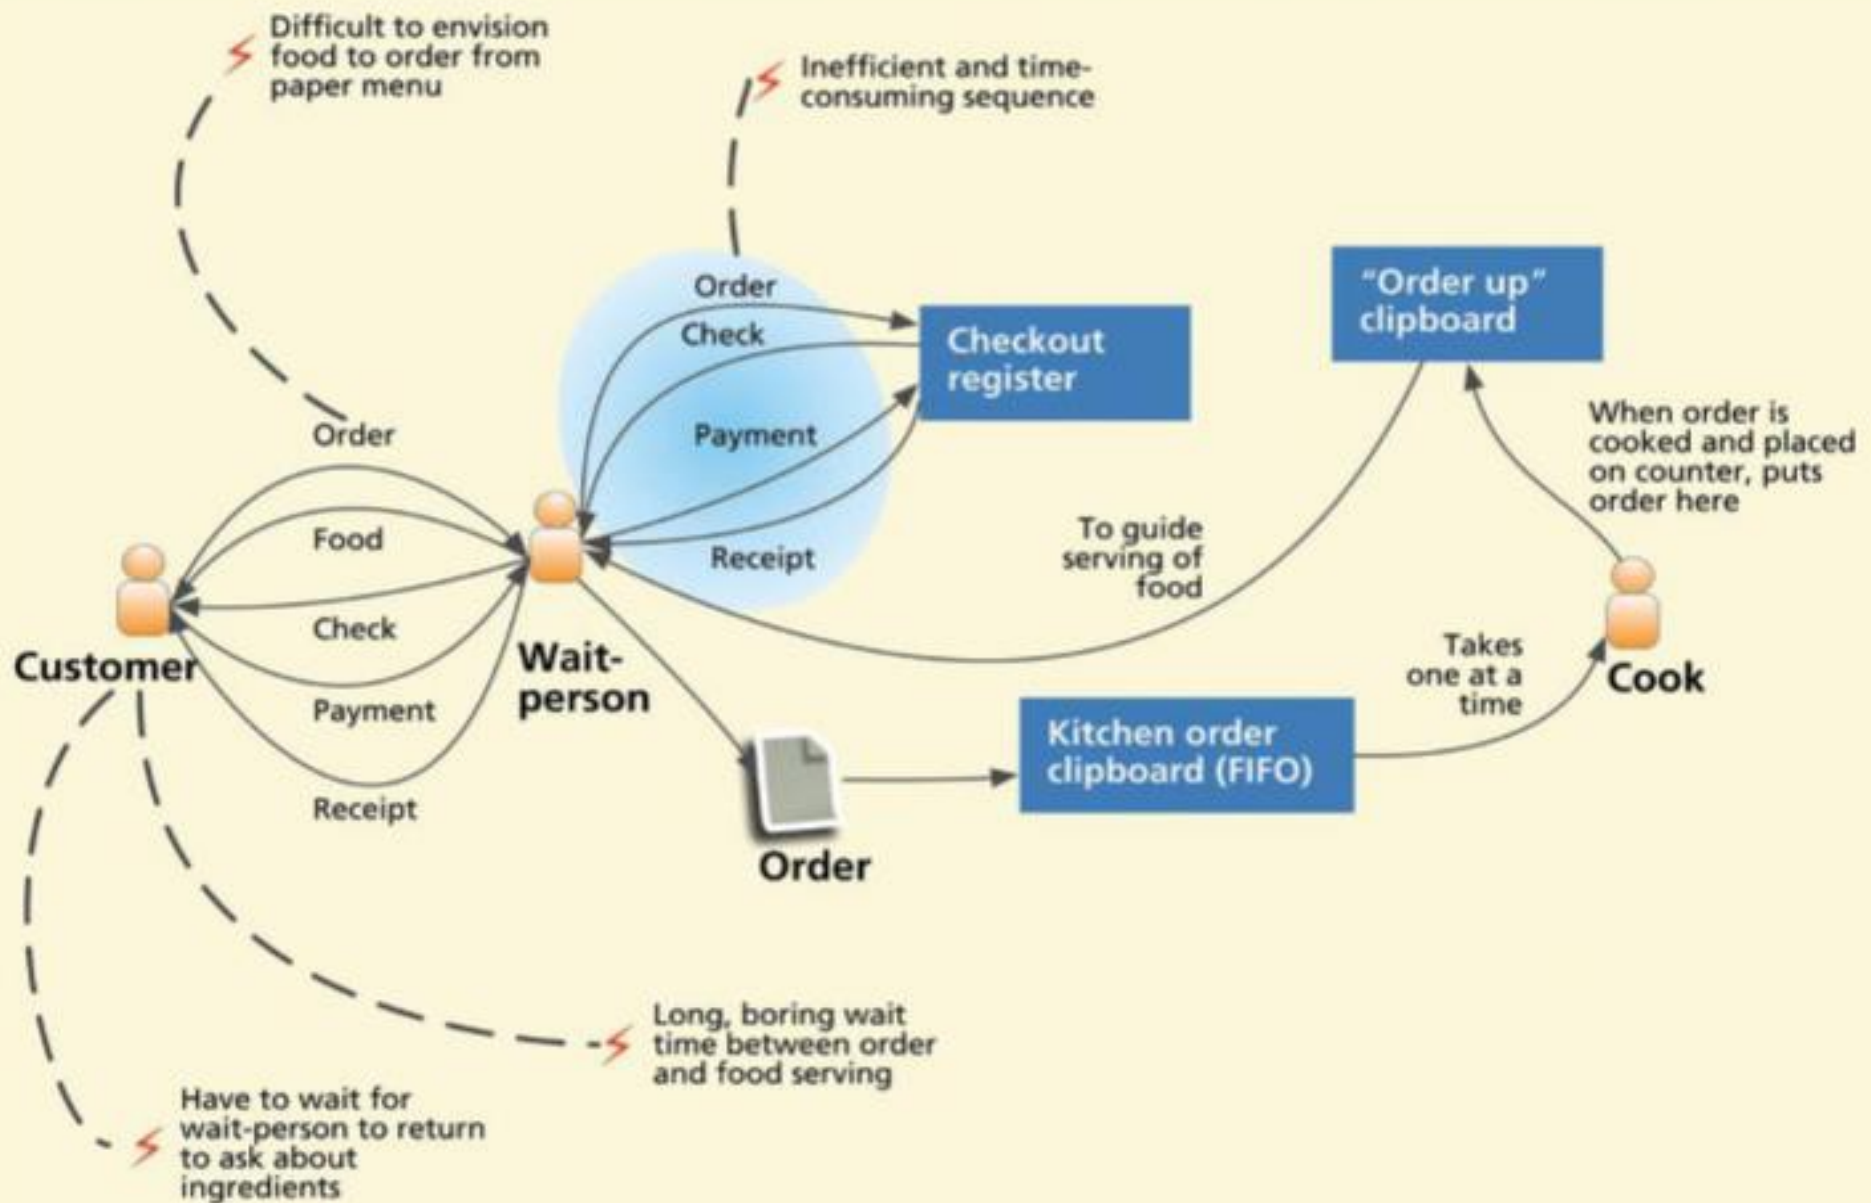 Difficult to envision
food to order from
paper menu
Inefficient and time-
consuming sequence
Order
Check
Payment
Receipt
Checkout
register
“Order up”
clipboard
When order is
cooked and placed
on counter, puts
order here
To guide
serving of
food
Order
Food
Check
Payment
Receipt
Customer
Wait-
person
Takes
one at a
time
Cook
Kitchen order
clipboard (FIFO)
Order
Long, boring wait
time between order
and food serving
Have to wait for
wait-person to return
to ask about
ingredients